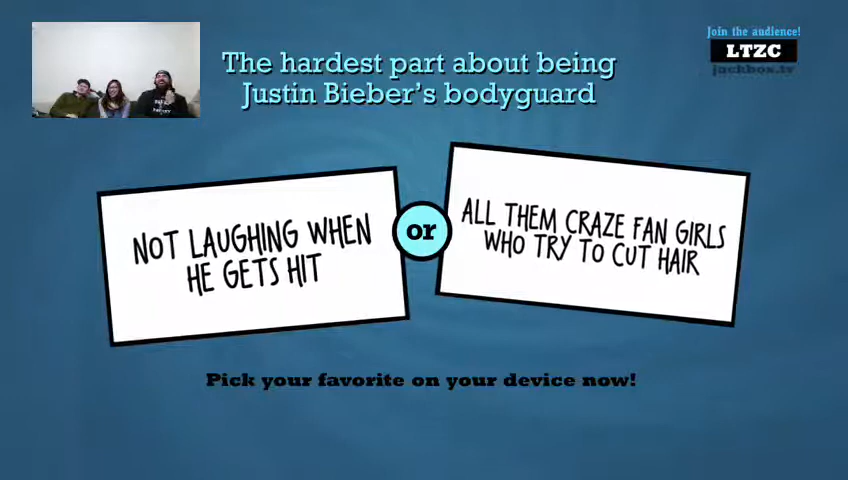 The hardest part about being
Justin Bieber's bodyguard
Join the audience!
LTZC
jackbox.tv
NOT LAUGHING WHEN
HE GETS HIT
or
ALL THEM CRAZE FAN GIRLS
WHO TRY TO CUT HAIR
Pick your favorite on your device now!